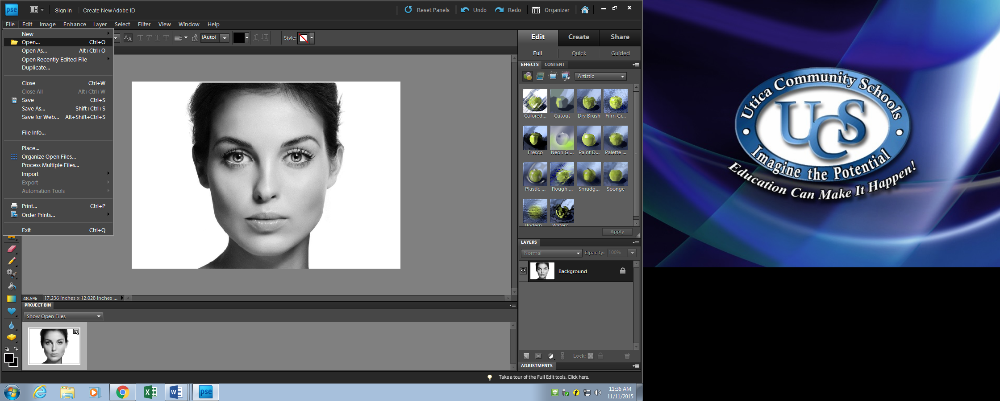 pse
Sign In
Create New Adobe ID
Reset Panels
Undo
Redo
Organizer
File Edit Image Enhance Layer Select Filter View Window Help
New
Open... Ctrl+O
Open As... Alt+Ctrl+O
Open Recently Edited File
Duplicate...
Close Ctrl+W
Close All Alt+Ctrl+W
Save Ctrl+S
Save As... Shift+Ctrl+S
Save for Web... Alt+Shift+Ctrl+S
File Info...
Place...
Organize Open Files...
Process Multiple Files...
Import
Export
Automation Tools
Print... Ctrl+P
Order Prints...
Exit Ctrl+Q
(Auto)
Style:
Edit Create Share
Full Quick Guided
EFFECTS CONTENT
Artistic
Colored... Cutout Dry Brush Film Gr...
Fresco Neon Gl... Paint D... Palette ...
Plastic ... Rough ... Smudg... Sponge
Underp Waterc
Apply
LAYERS
Normal Opacity: 100%
Background
Lock:
ADJUSTMENTS
48.5% 17.236 inches x 12.028 inches ...
PROJECT BIN
Show Open Files
Take a tour of the Full Edit tools. Click here.
pse
11:36 AM
11/11/2015
Utica Community Schools
UCS
Imagine the Potential
Education Can Make It Happen!